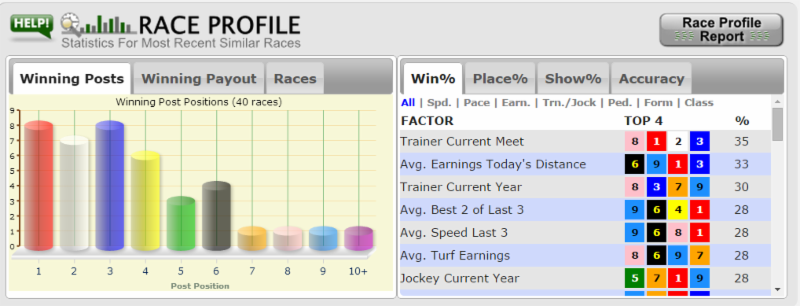 HELP!
RACE PROFILE
Statistics For Most Recent Similar Races
Race Profile
Report
Winning Posts Winning Payout Races
Winning Post Positions (40 races)
9
8
7
6
5
4
3
2
1
0
1 2 3 4 5 6 7 8 9 10+
Post Position
Win% Place% Show% Accuracy
All | Spd. | Pace | Earn. | Trn./Jock | Ped. | Form | Class
FACTOR TOP 4 %
Trainer Current Meet 8 1 2 3 35
Avg. Earnings Today's Distance 6 9 1 3 33
Trainer Current Year 8 3 7 9 30
Avg. Best 2 of Last 3 9 6 4 1 28
Avg. Speed Last 3 9 6 8 1 28
Avg. Turf Earnings 8 6 9 7 28
Jockey Current Year 5 7 1 9 28